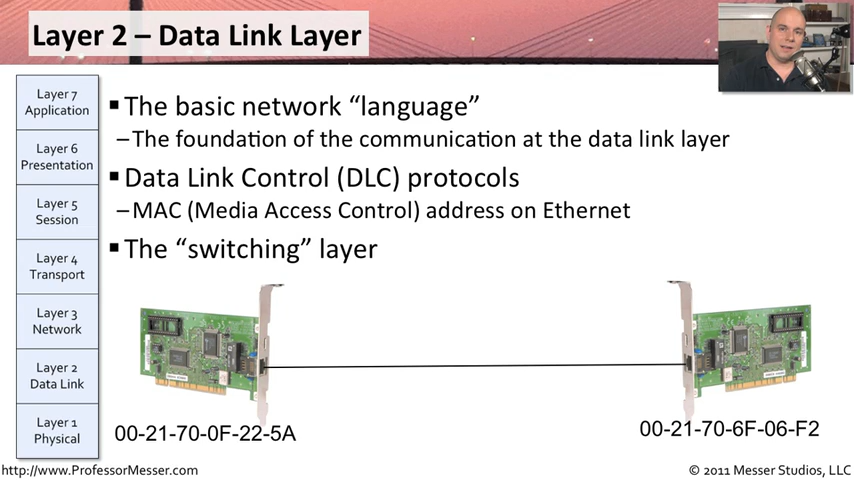 Layer 2 – Data Link Layer
Layer 7
Application
Layer 6
Presentation
Layer 5
Session
Layer 4
Transport
Layer 3
Network
Layer 2
Data Link
Layer 1
Physical
▪ The basic network “language”
–The foundation of the communication at the data link layer
▪ Data Link Control (DLC) protocols
–MAC (Media Access Control) address on Ethernet
▪ The “switching” layer
00-21-70-0F-22-5A
00-21-70-6F-06-F2
http://www.ProfessorMesser.com
© 2011 Messer Studios, LLC